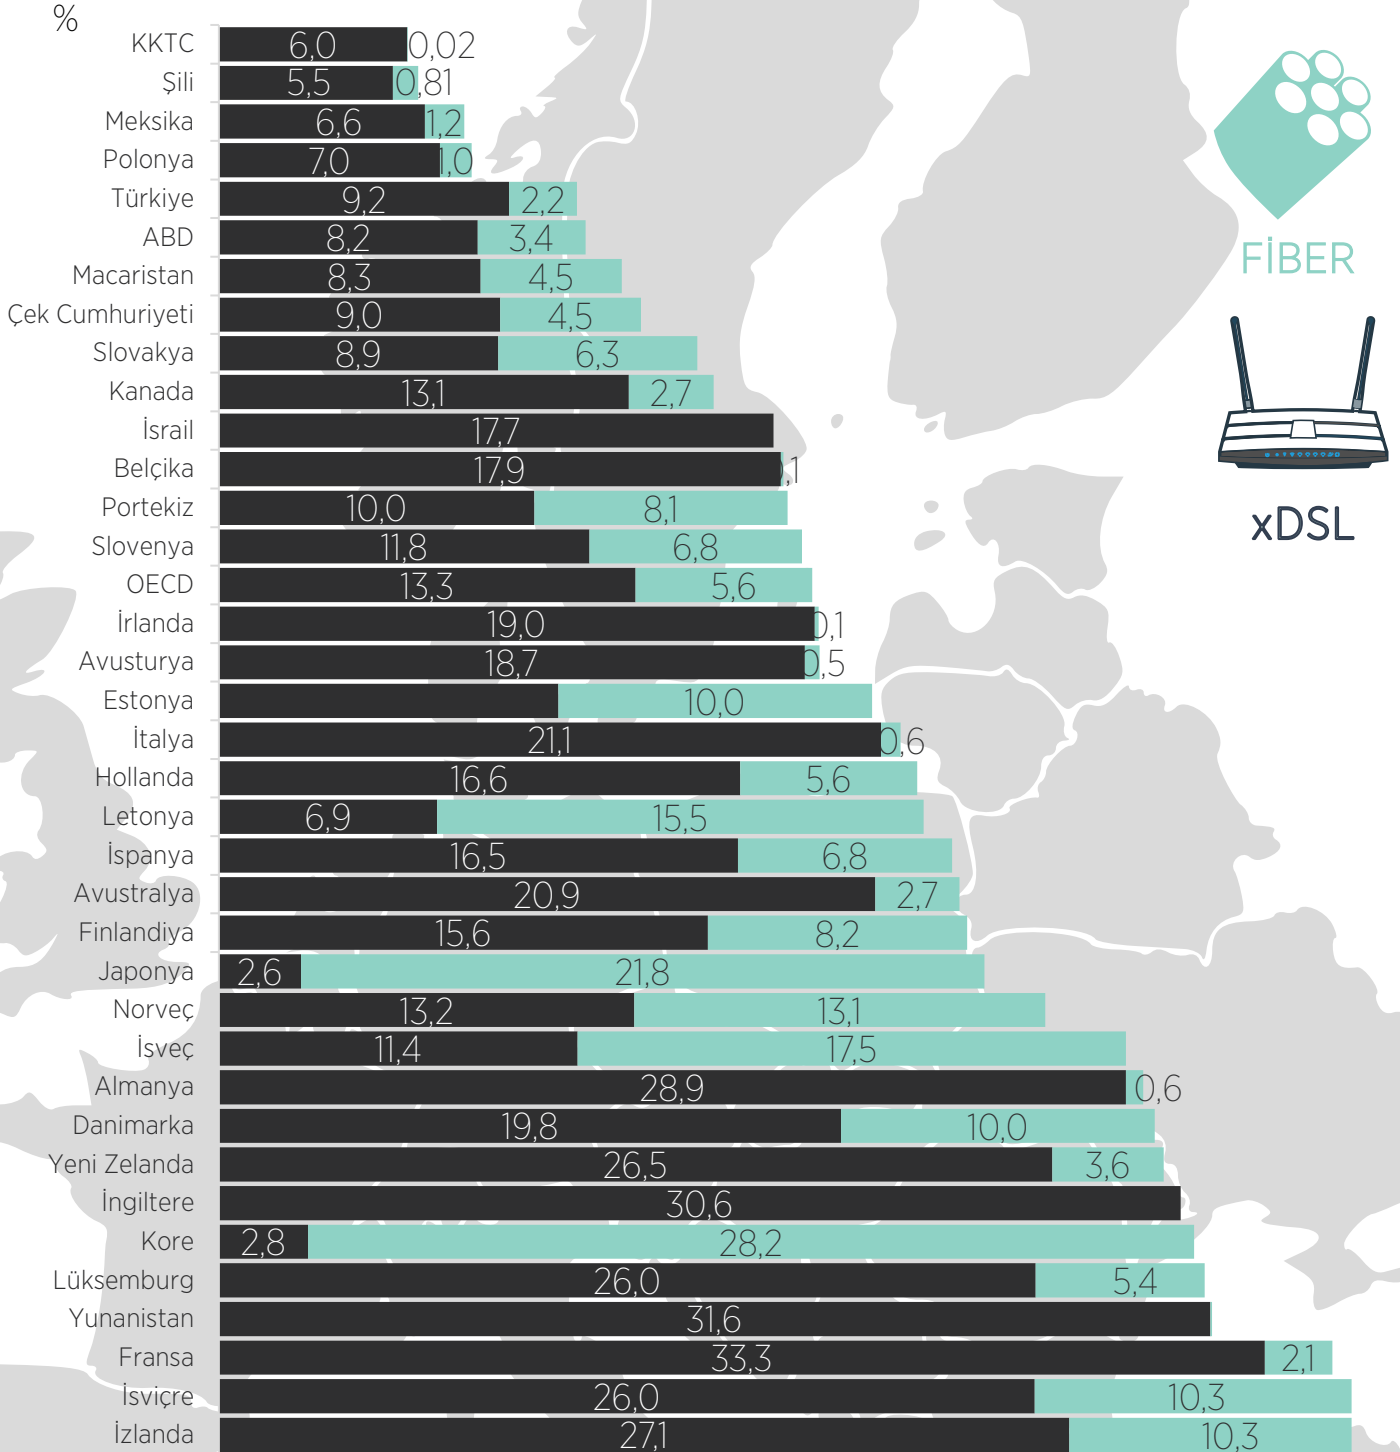 %
KKTC 6,0 0,02
Şili 5,5 0,81
Meksika 6,6 1,2
Polonya 7,0 1,0
Türkiye 9,2 2,2
ABD 8,2 3,4
Macaristan 8,3 4,5
Çek Cumhuriyeti 9,0 4,5
Slovakya 8,9 6,3
Kanada 13,1 2,7
İsrail 17,7
Belçika 17,9 0,1
Portekiz 10,0 8,1
Slovenya 11,8 6,8
OECD 13,3 5,6
İrlanda 19,0 0,1
Avusturya 18,7 0,5
Estonya 10,0
İtalya 21,1 0,6
Hollanda 16,6 5,6
Letonya 6,9 15,5
İspanya 16,5 6,8
Avustralya 20,9 2,7
Finlandiya 15,6 8,2
Japonya 2,6 21,8
Norveç 13,2 13,1
İsveç 11,4 17,5
Almanya 28,9 0,6
Danimarka 19,8 10,0
Yeni Zelanda 26,5 3,6
İngiltere 30,6
Kore 2,8 28,2
Lüksemburg 26,0 5,4
Yunanistan 31,6
Fransa 33,3 2,1
İsviçre 26,0 10,3
İzlanda 27,1 10,3
FİBER
xDSL